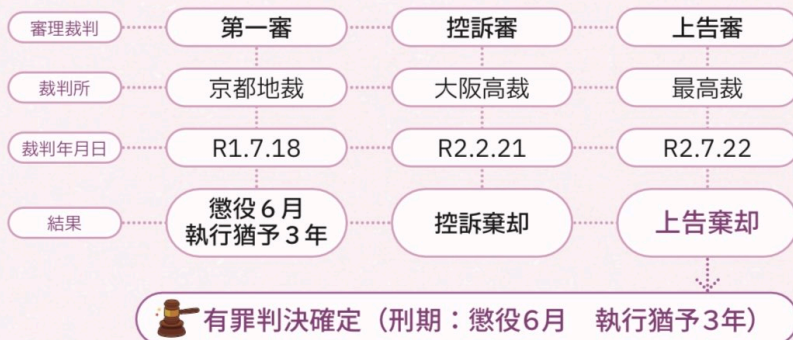 審理裁判 第一審 控訴審 上告審
裁判所 京都地裁 大阪高裁 最高裁
裁判年月日 R1.7.18 R2.2.21 R2.7.22
結果 懲役6月 控訴棄却 上告棄却
執行猶予3年
有罪判決確定（刑期：懲役6月　執行猶予3年）